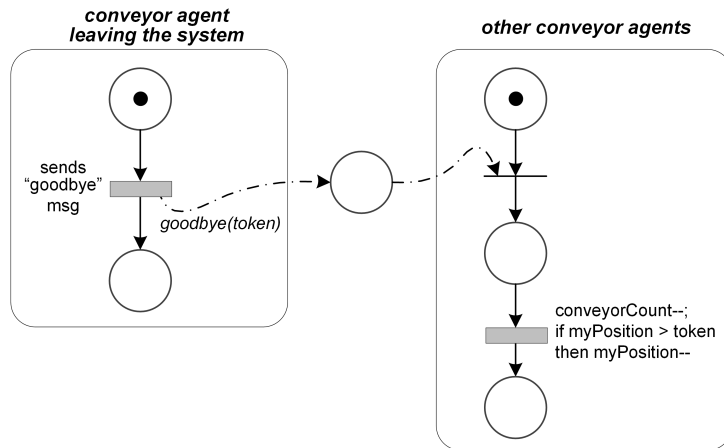 conveyor agent
leaving the system
other conveyor agents
sends
“goodbye”
msg
goodbye(token)
conveyorCount--;
if myPosition > token
then myPosition--